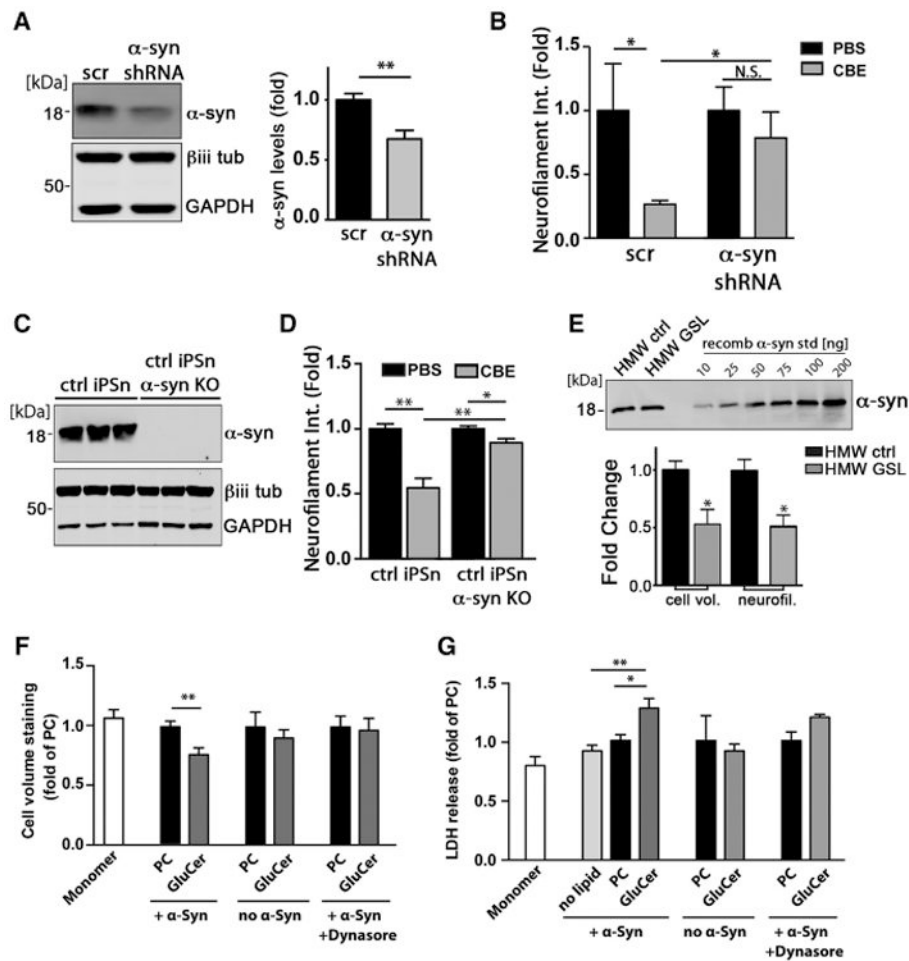 A
[kDa]
scr
α-syn
shRNA
18-
α-syn
βiii tub
50-
GAPDH
α-syn levels (fold)
**
1.0
0.5
0.0
scr
α-syn
shRNA
B
Neurofilament Int. (Fold)
1.5
1.0
0.5
0.0
*
*
N.S.
PBS
CBE
scr
α-syn
shRNA
C
ctrl iPSn
ctrl iPSn
α-syn KO
[kDa]
18-
α-syn
βiii tub
50-
GAPDH
D
Neurofilament Int. (Fold)
1.5
1.0
0.5
0.0
PBS
CBE
**
**
*
ctrl iPSn
ctrl iPSn
α-syn KO
E
HMW ctrl
HMW GSL
recomb α-syn std [ng]
10
25
50
75
100
200
[kDa]
18-
α-syn
HMW ctrl
HMW GSL
Fold Change
1.0
0.5
0
*
*
cell vol.
neurofil.
F
Cell volume staining
(fold of PC)
1.5
1.0
0.5
0.0
**
Monomer
PC
GluCer
PC
GluCer
PC
GluCer
+ α-Syn
no α-Syn
+ α-Syn
+Dynasore
G
LDH release (fold of PC)
1.5
1.0
0.5
0.0
**
*
Monomer
no lipid
PC
GluCer
PC
GluCer
PC
GluCer
+ α-Syn
no α-Syn
+ α-Syn
+Dynasore